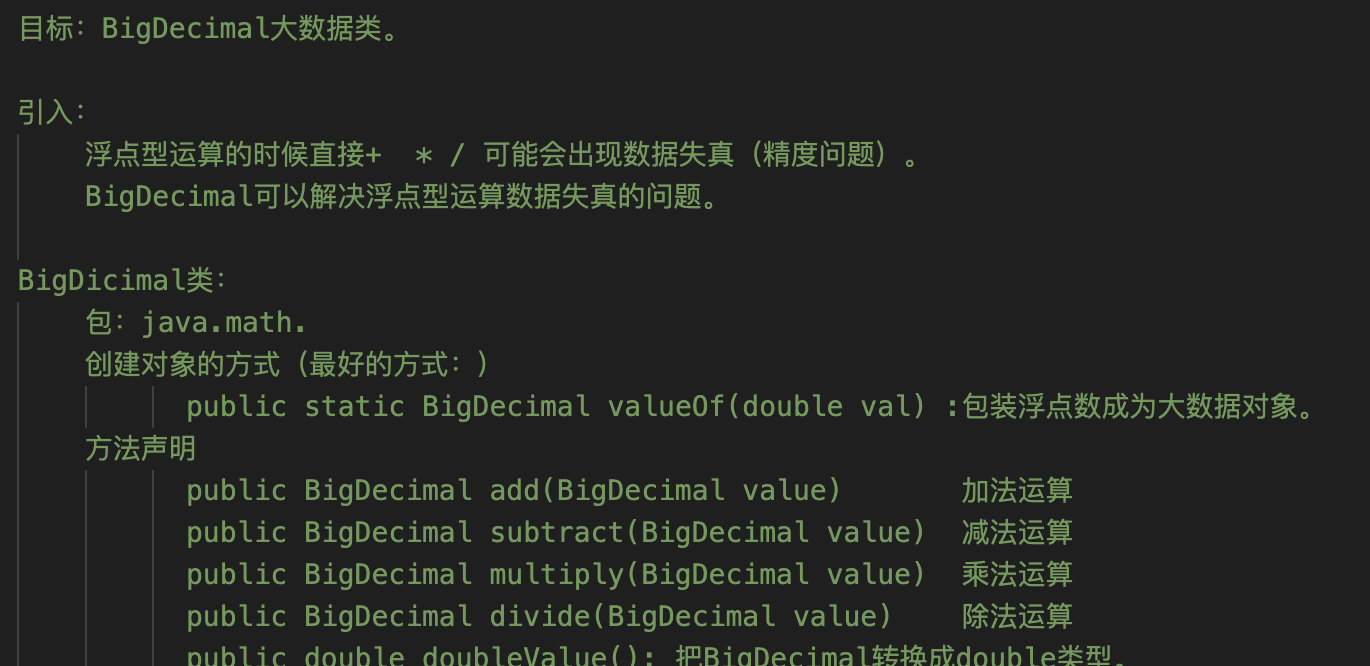 目标：BigDecimal大数据类。
引入：
浮点型运算的时候直接+  * / 可能会出现数据失真（精度问题）。
BigDecimal可以解决浮点型运算数据失真的问题。
BigDicimal类：
包：java.math.
创建对象的方式（最好的方式：）
public static BigDecimal valueOf(double val) :包装浮点数成为大数据对象。
方法声明
public BigDecimal add(BigDecimal value)       加法运算
public BigDecimal subtract(BigDecimal value)  减法运算
public BigDecimal multiply(BigDecimal value)  乘法运算
public BigDecimal divide(BigDecimal value)    除法运算
public double doubleValue(): 把BigDecimal转换成double类型。